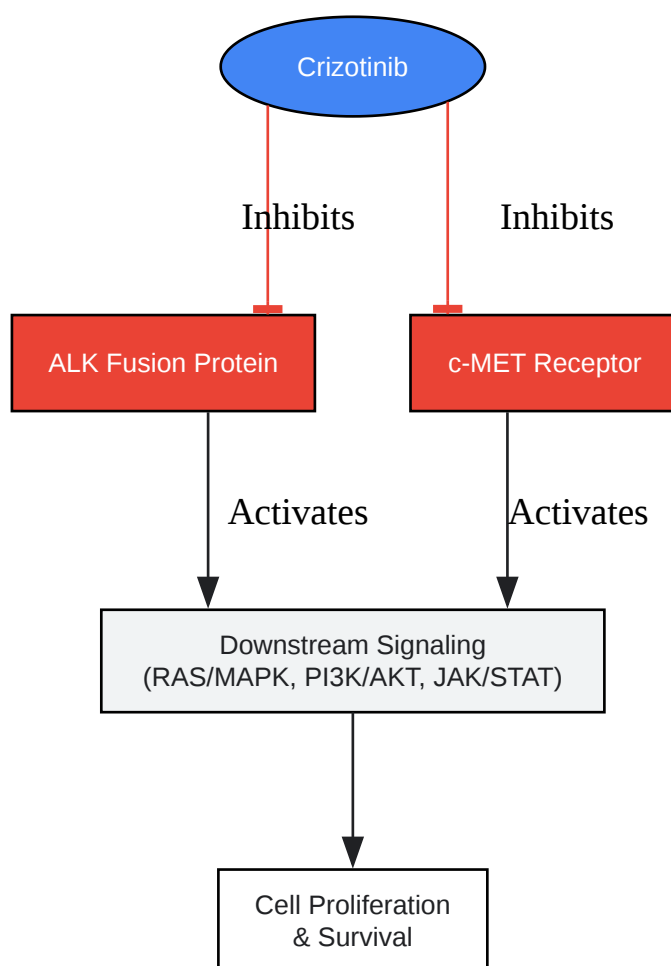 Crizotinib
Inhibits
Inhibits
ALK Fusion Protein
c-MET Receptor
Activates
Activates
Downstream Signaling
(RAS/MAPK, PI3K/AKT, JAK/STAT)
Cell Proliferation
& Survival